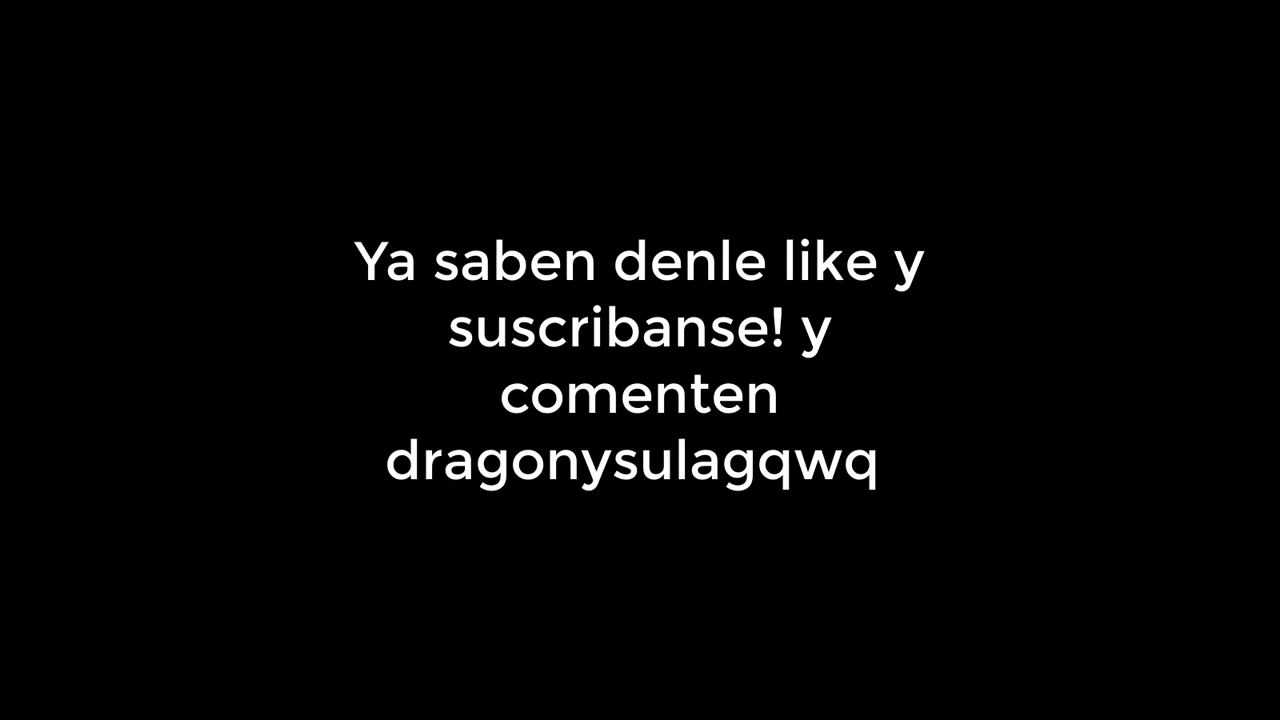 Ya saben denle like y
suscribanse! y
comenten
dragonysulagqwq